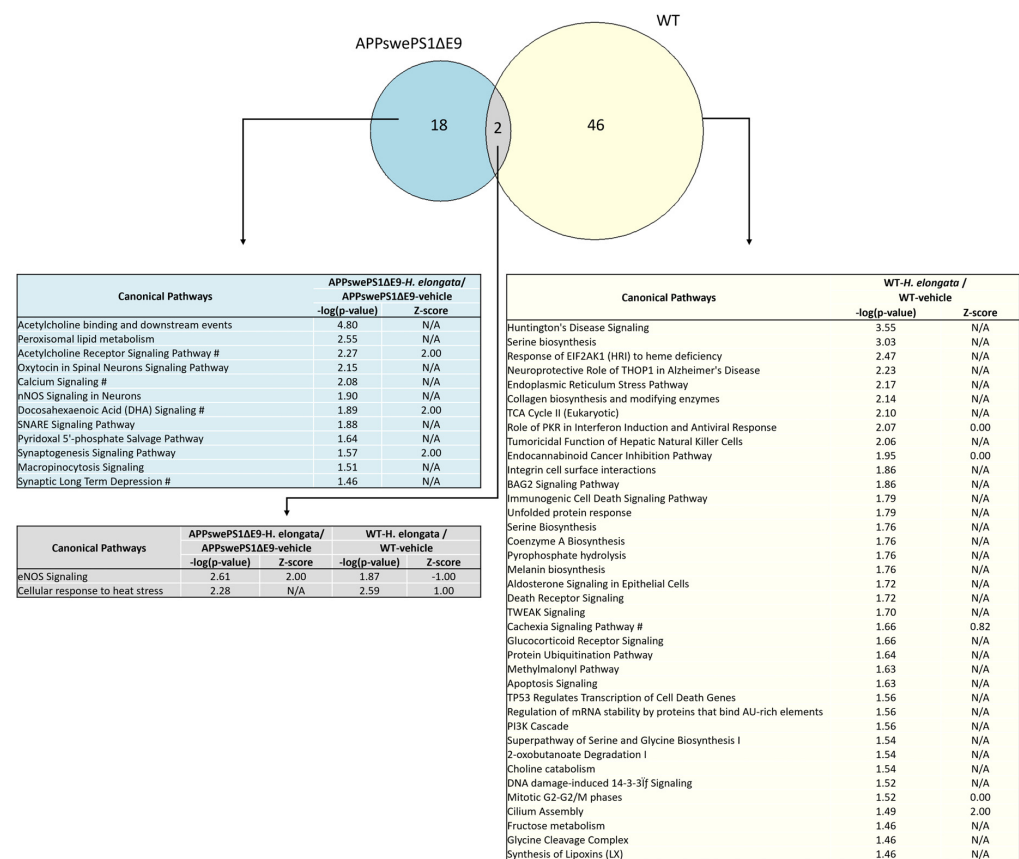 WT
APPswePS1ΔE9
18
2
46
Canonical Pathways
APPswePS1ΔE9-H. elongata/
APPswePS1ΔE9-vehicle
-log(p-value) Z-score
Acetylcholine binding and downstream events 4.80 N/A
Peroxisomal lipid metabolism 2.55 N/A
Acetylcholine Receptor Signaling Pathway # 2.27 2.00
Oxytocin in Spinal Neurons Signaling Pathway 2.15 N/A
Calcium Signaling # 2.08 N/A
nNOS Signaling in Neurons 1.90 N/A
Docosahexaenoic Acid (DHA) Signaling # 1.89 2.00
SNARE Signaling Pathway 1.88 N/A
Pyridoxal 5'-phosphate Salvage Pathway 1.64 N/A
Synaptogenesis Signaling Pathway 1.57 2.00
Macropinocytosis Signaling 1.51 N/A
Synaptic Long Term Depression # 1.46 N/A
Canonical Pathways
APPswePS1ΔE9-H. elongata/ WT-H. elongata /
APPswePS1ΔE9-vehicle WT-vehicle
-log(p-value) Z-score -log(p-value) Z-score
eNOS Signaling 2.61 2.00 1.87 -1.00
Cellular response to heat stress 2.28 N/A 2.59 1.00
Canonical Pathways
WT-H. elongata /
WT-vehicle
-log(p-value) Z-score
Huntington's Disease Signaling 3.55 N/A
Serine biosynthesis 3.03 N/A
Response of EIF2AK1 (HRI) to heme deficiency 2.47 N/A
Neuroprotective Role of THOP1 in Alzheimer's Disease 2.23 N/A
Endoplasmic Reticulum Stress Pathway 2.17 N/A
Collagen biosynthesis and modifying enzymes 2.14 N/A
TCA Cycle II (Eukaryotic) 2.10 N/A
Role of PKR in Interferon Induction and Antiviral Response 2.07 0.00
Tumoricidal Function of Hepatic Natural Killer Cells 2.06 N/A
Endocannabinoid Cancer Inhibition Pathway 1.95 0.00
Integrin cell surface interactions 1.86 N/A
BAG2 Signaling Pathway 1.86 N/A
Immunogenic Cell Death Signaling Pathway 1.79 N/A
Unfolded protein response 1.79 N/A
Serine Biosynthesis 1.76 N/A
Coenzyme A Biosynthesis 1.76 N/A
Pyrophosphate hydrolysis 1.76 N/A
Melanin biosynthesis 1.76 N/A
Aldosterone Signaling in Epithelial Cells 1.72 N/A
Death Receptor Signaling 1.72 N/A
TWEAK Signaling 1.70 N/A
Cachexia Signaling Pathway # 1.66 0.82
Glucocorticoid Receptor Signaling 1.66 N/A
Protein Ubiquitination Pathway 1.64 N/A
Methylmalonyl Pathway 1.63 N/A
Apoptosis Signaling 1.63 N/A
TP53 Regulates Transcription of Cell Death Genes 1.56 N/A
Regulation of mRNA stability by proteins that bind AU-rich elements 1.56 N/A
PI3K Cascade 1.56 N/A
Superpathway of Serine and Glycine Biosynthesis I 1.54 N/A
2-oxobutanoate Degradation I 1.54 N/A
Choline catabolism 1.54 N/A
DNA damage-induced 14-3-3Ïƒ Signaling 1.52 N/A
Mitotic G2-G2/M phases 1.52 0.00
Cilium Assembly 1.49 2.00
Fructose metabolism 1.46 N/A
Glycine Cleavage Complex 1.46 N/A
Synthesis of Lipoxins (LX) 1.46 N/A